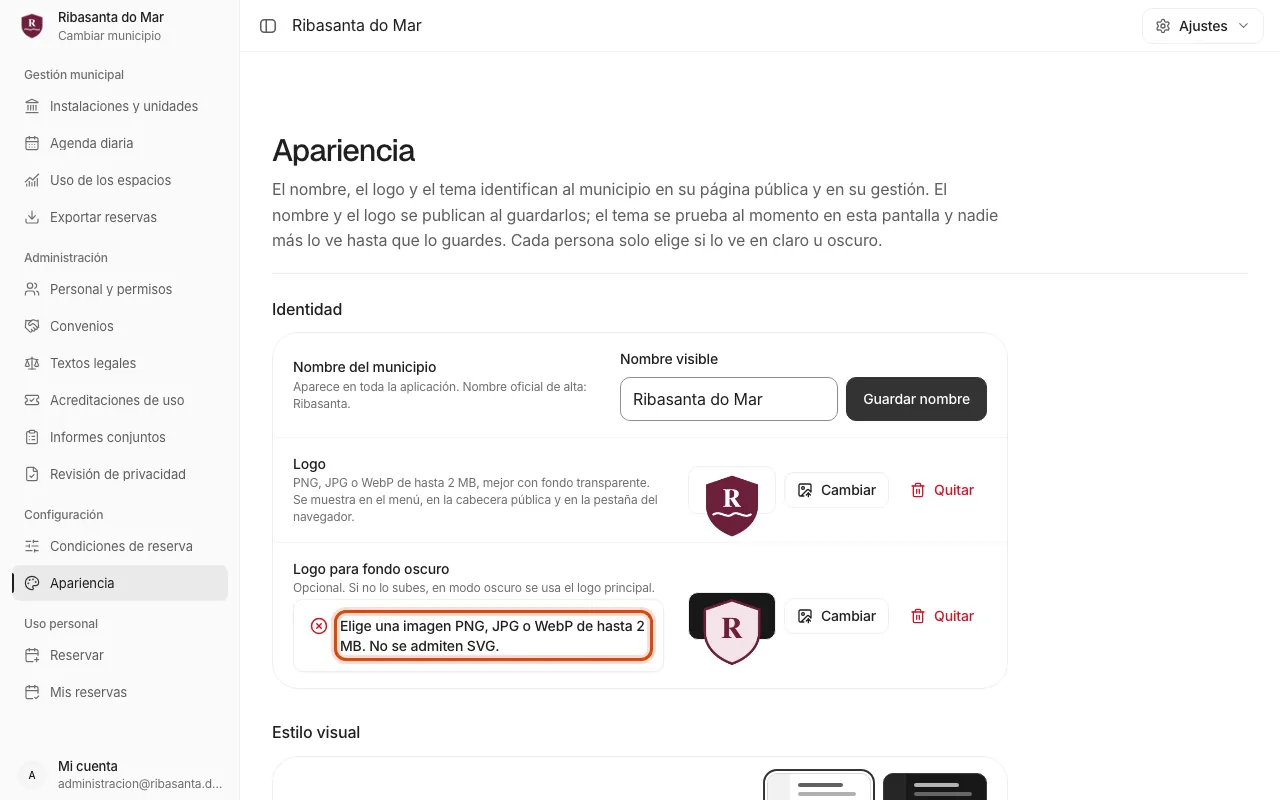 Ribasanta do Mar
Cambiar municipio
Gestión municipal
Instalaciones y unidades
Agenda diaria
Uso de los espacios
Exportar reservas
Administración
Personal y permisos
Convenios
Textos legales
Acreditaciones de uso
Informes conjuntos
Revisión de privacidad
Configuración
Condiciones de reserva
Apariencia
Uso personal
Reservar
Mis reservas
A
Mi cuenta
administracion@ribasanta.d...
Ribasanta do Mar
Ajustes
Apariencia
El nombre, el logo y el tema identifican al municipio en su página pública y en su gestión. El
nombre y el logo se publican al guardarlos; el tema se prueba al momento en esta pantalla y nadie
más lo ve hasta que lo guardes. Cada persona solo elige si lo ve en claro u oscuro.
Identidad
Nombre del municipio
Aparece en toda la aplicación. Nombre oficial de alta:
Ribasanta.
Nombre visible
Ribasanta do Mar
Guardar nombre
Logo
PNG, JPG o WebP de hasta 2 MB, mejor con fondo transparente.
Se muestra en el menú, en la cabecera pública y en la pestaña del
navegador.
R
Cambiar
Quitar
Logo para fondo oscuro
Opcional. Si no lo subes, en modo oscuro se usa el logo principal.
Elige una imagen PNG, JPG o WebP de hasta 2
MB. No se admiten SVG.
R
Cambiar
Quitar
Estilo visual